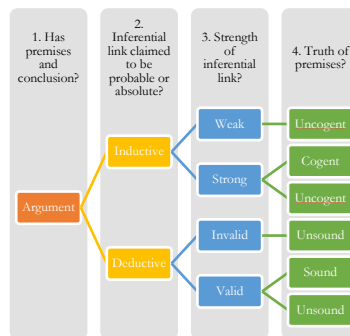 1. Has
premises
and
conclusion?
2.
Inferential
link claimed
to be
probable or
absolute?
3. Strength
of
inferential
link?
4. Truth
of
premises?
Argument
Inductive
Deductive
Weak
Strong
Invalid
Valid
Uncogent
Cogent
Uncogent
Unsound
Sound
Unsound